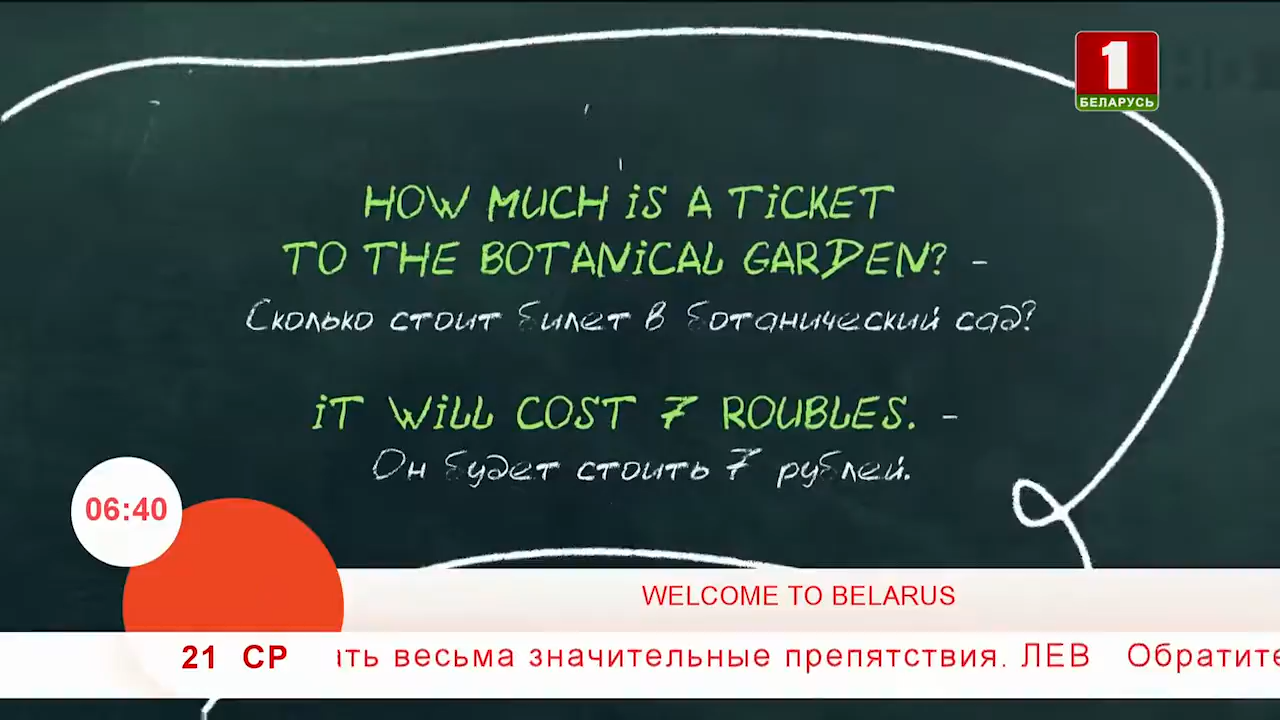 1
БЕЛАРУСЬ
HOW MUCH iS A TiCKET
TO THE BOTANiCAL GARDEN? -
Сколько стоит билет в ботанический сад?
iT WiLL COST 7 ROUBLES. -
Он будет стоить 7 рублей.
06:40
WELCOME TO BELARUS
21 СР весьма значительные препятствия. ЛЕВ Обратите